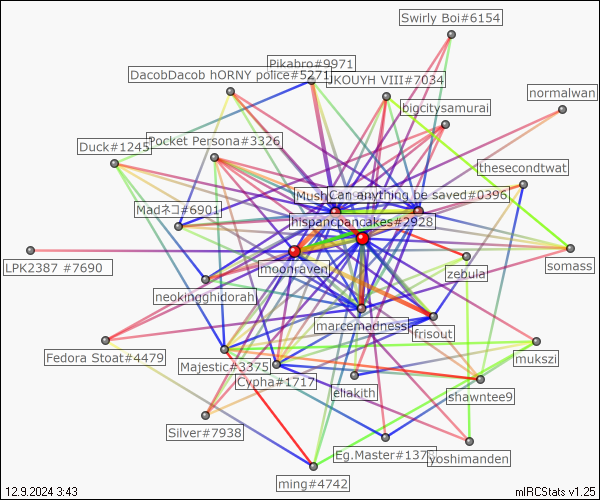 Swirly Boi#6154
Pikabro#9971
DacobDacob hORNY police#5271
JKOUYH VIII#7034
normalwan
bigcitysamurai
Pocket Persona#3326
Duck#1245
thesecondtwat
Mush
Can anything be saved#0396
Madネコ#6901
hispancpancakes#2928
LPK2387 #7690
moonraven
zebula
somass
neokingghidorah
marcemadness
frisout
Fedora Stoat#4479
mukszi
Majestic#3375
Cypha#1717
eliakith
shawntee9
Silver#7938
Eg.Master#137
yoshimanden
ming#4742
12.9.2024 3:43
mIRCStats v1.25